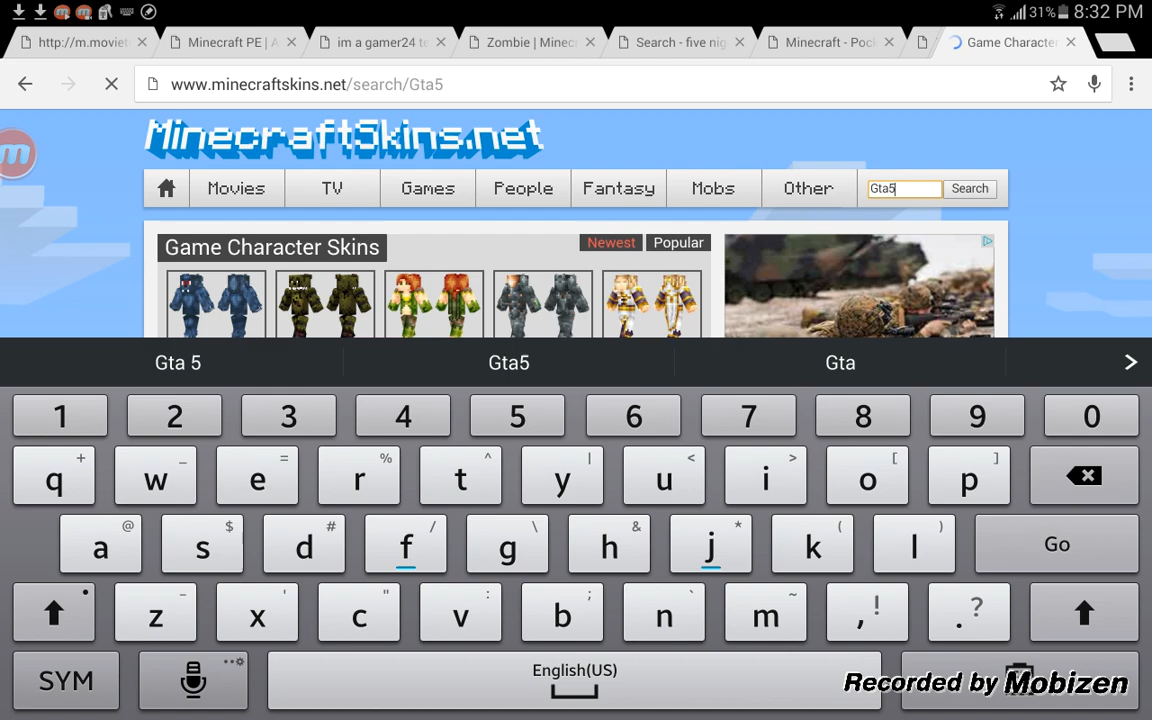 31% 8:32 PM
http://m.moviet
Minecraft PE | A
im a gamer24 te
Zombie | Minec
Search - five nig
Minecraft - Pock
Game Character
www.minecraftskins.net/search/Gta5
m
MinecraftSkins.net
Movies TV Games People Fantasy Mobs Other Gta5 Search
Game Character Skins Newest Popular
Gta 5 Gta5 Gta >
1 2 3 4 5 6 7 8 9 0
+ _ = % ^ | < > [ ]
q w e r t y u i o p
@ $ # / \ & * ( )
a s d f g h j k l Go
- ' " : ; ` ~ ! ?
z x c v b n m , .
SYM English(US)
Recorded by Mobizen